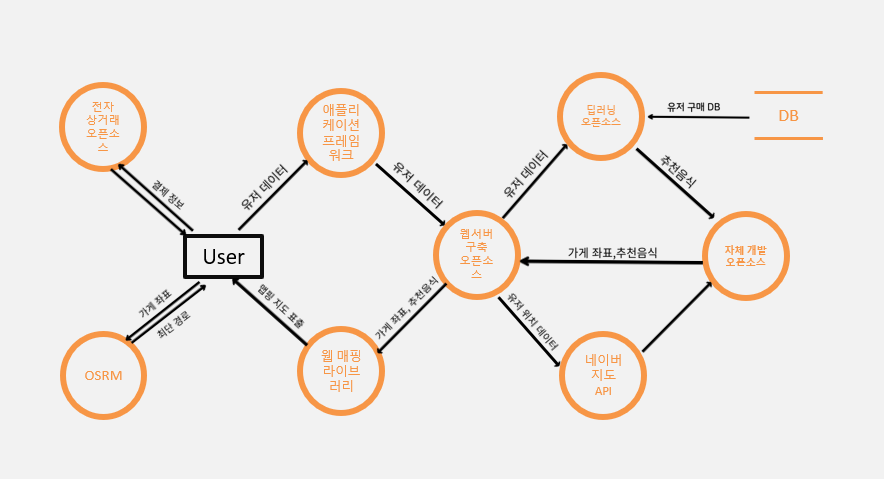 전자
상거래
오픈소
스
애플리
케이션
프레임
워크
딥러닝
오픈소스
유저 구매 DB
DB
결제 정보
유저 데이터
유저 데이터
유저 데이터
추천음식
User
웹서버
구축
오픈소
스
가게 좌표,추천음식
자체 개발
오픈소스
가게 좌표
최단 경로
맵핑 지도 표출
가게 좌표, 추천음식
유저 위치 데이터
OSRM
웹 매핑
라이브
러리
네이버
지도
API